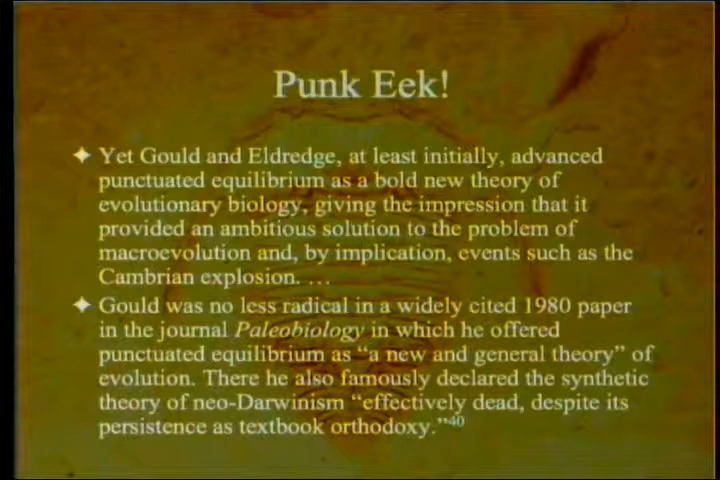 Punk Eek!
✦ Yet Gould and Eldredge, at least initially, advanced
punctuated equilibrium as a bold new theory of
evolutionary biology, giving the impression that it
provided an ambitious solution to the problem of
macroevolution and, by implication, events such as the
Cambrian explosion. …
✦ Gould was no less radical in a widely cited 1980 paper
in the journal Paleobiology in which he offered
punctuated equilibrium as “a new and general theory” of
evolution. There he also famously declared the synthetic
theory of neo-Darwinism “effectively dead, despite its
persistence as textbook orthodoxy.”⁴⁰